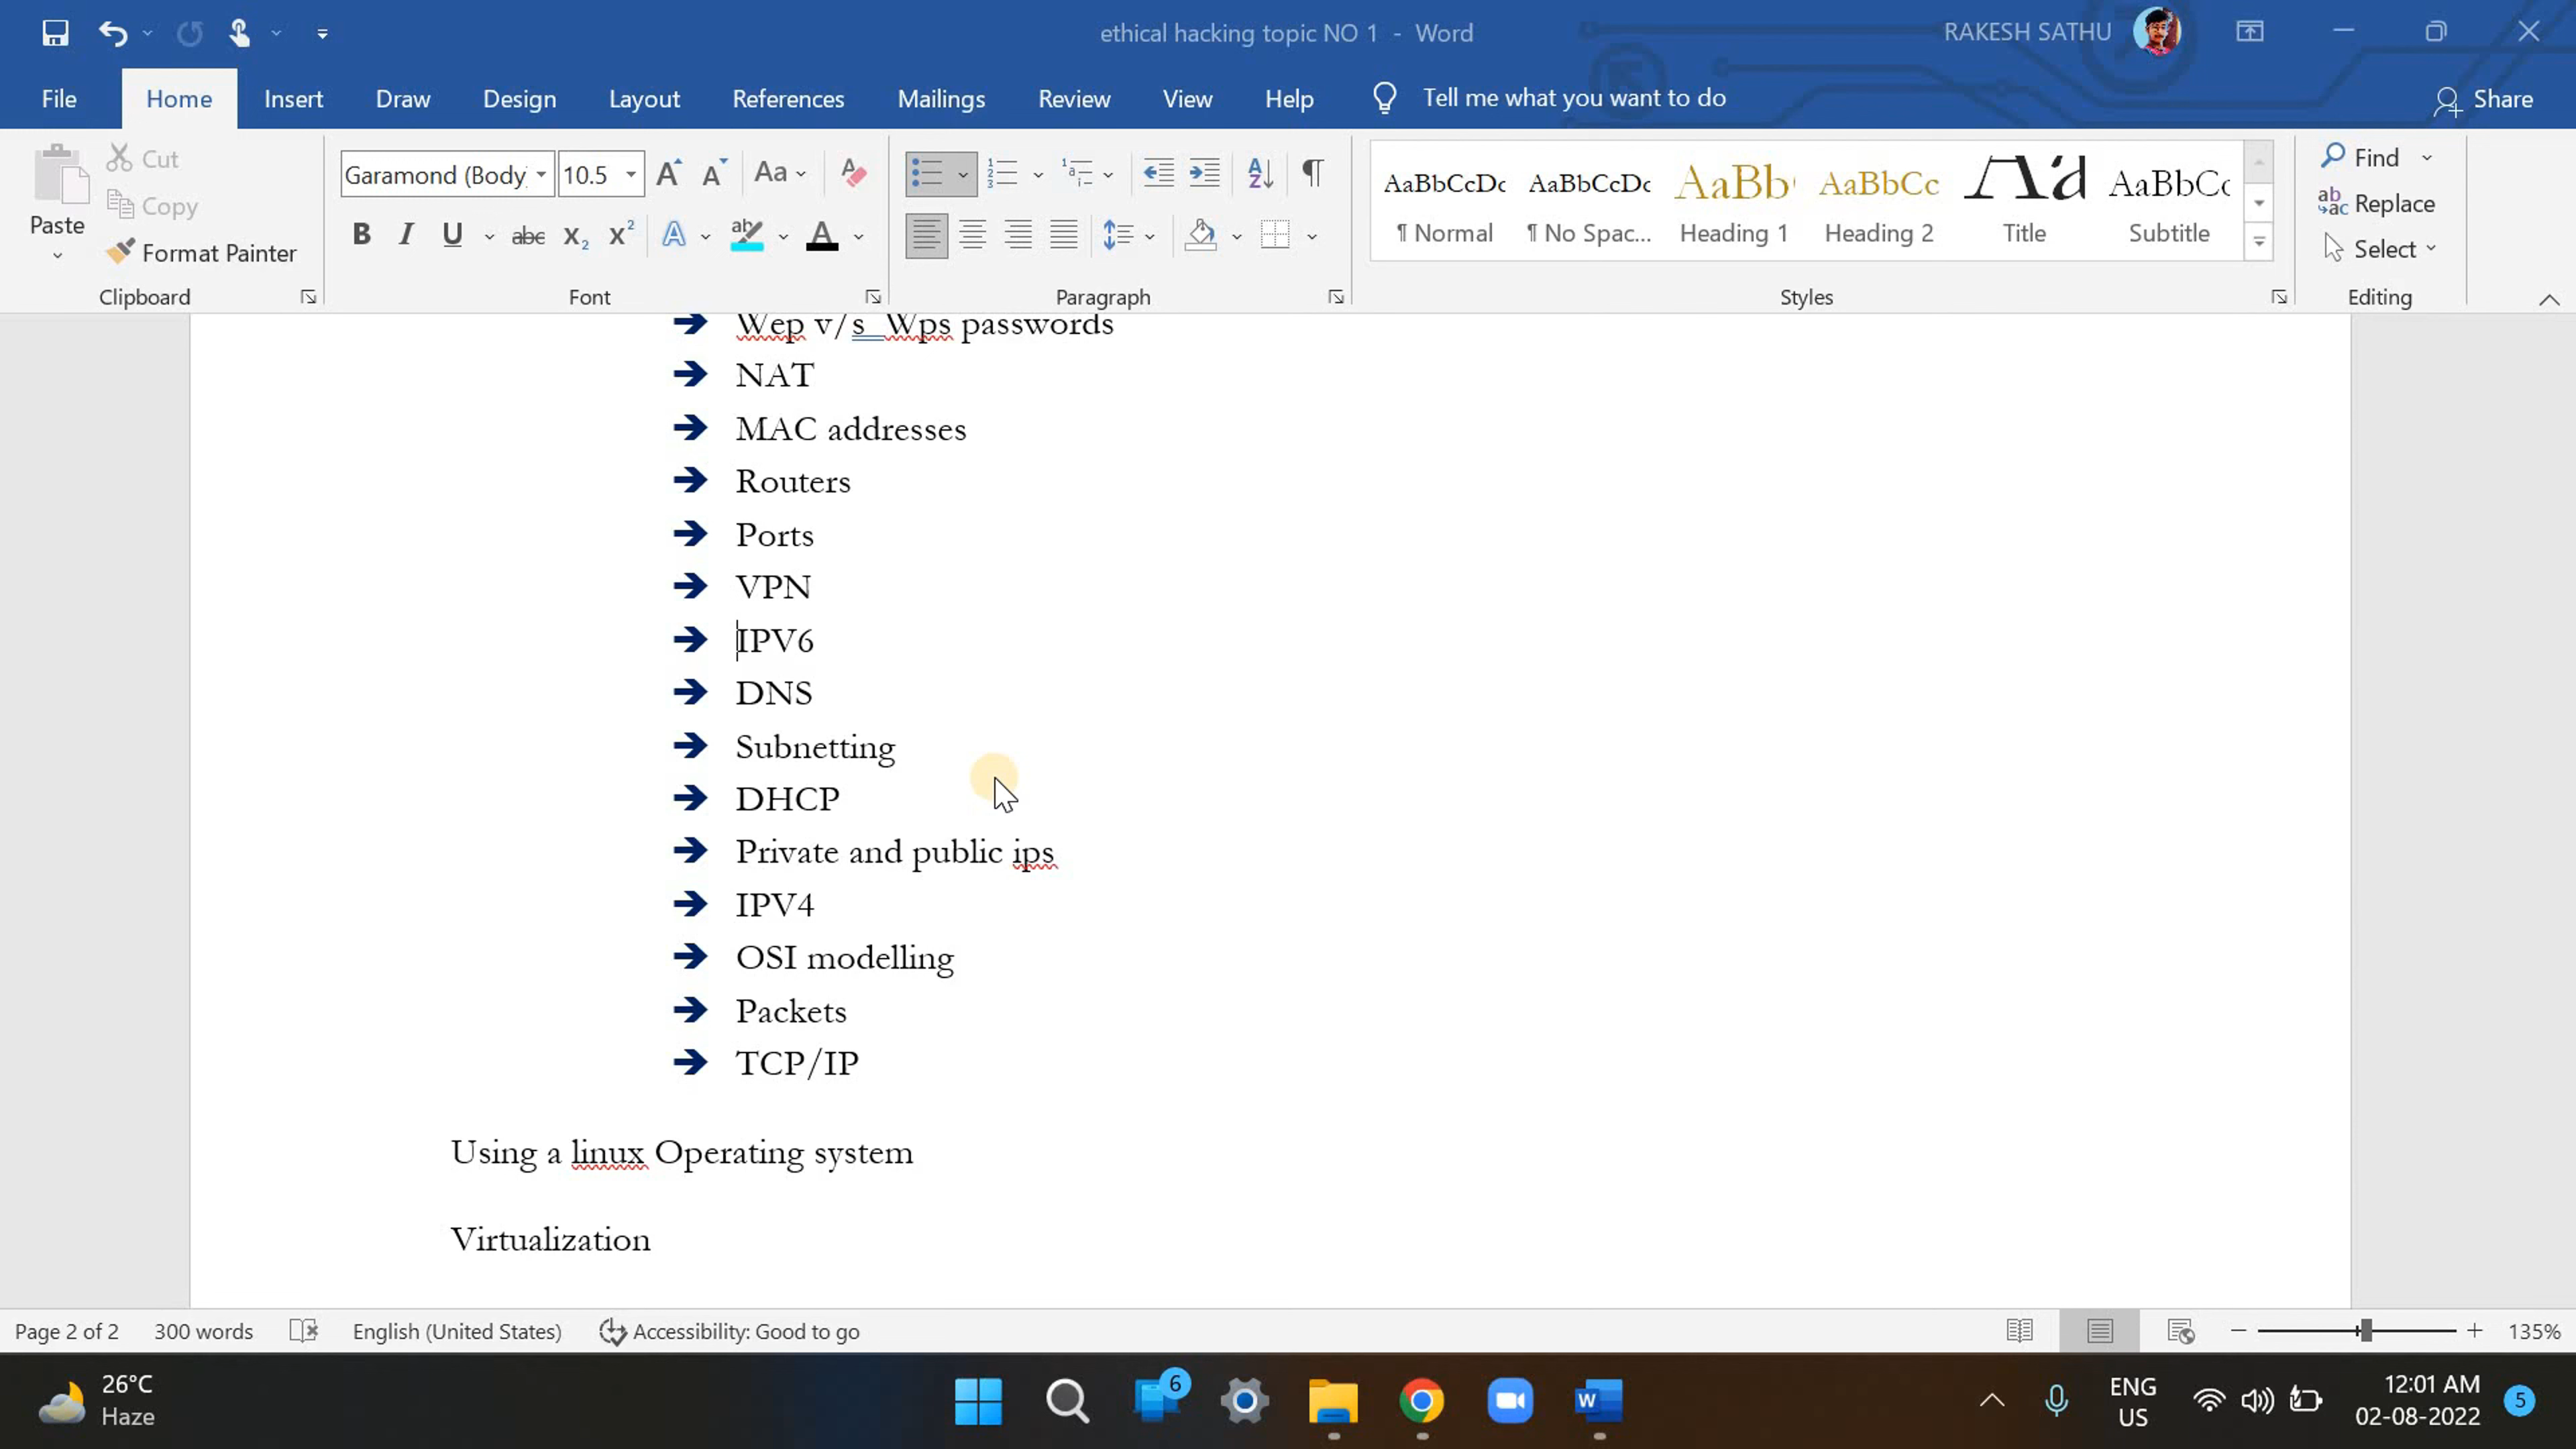 ethical hacking topic NO 1 - Word
RAKESH SATHU
File Home Insert Draw Design Layout References Mailings Review View Help Tell me what you want to do Share
Paste
Cut
Copy
Format Painter
Clipboard
Garamond (Body 10.5
Font
Paragraph
AaBbCcDc AaBbCcDc AaBb AaBbCc AaBbCc
¶ Normal ¶ No Spac... Heading 1 Heading 2 Title Subtitle
Styles
Find
Replace
Select
Editing
➔ Wep v/s Wps passwords
➔ NAT
➔ MAC addresses
➔ Routers
➔ Ports
➔ VPN
➔ IPV6
➔ DNS
➔ Subnetting
➔ DHCP
➔ Private and public ips
➔ IPV4
➔ OSI modelling
➔ Packets
➔ TCP/IP
Using a linux Operating system
Virtualization
Page 2 of 2 300 words English (United States) Accessibility: Good to go 135%
26°C
Haze
6
ENG
US
12:01 AM
02-08-2022
5